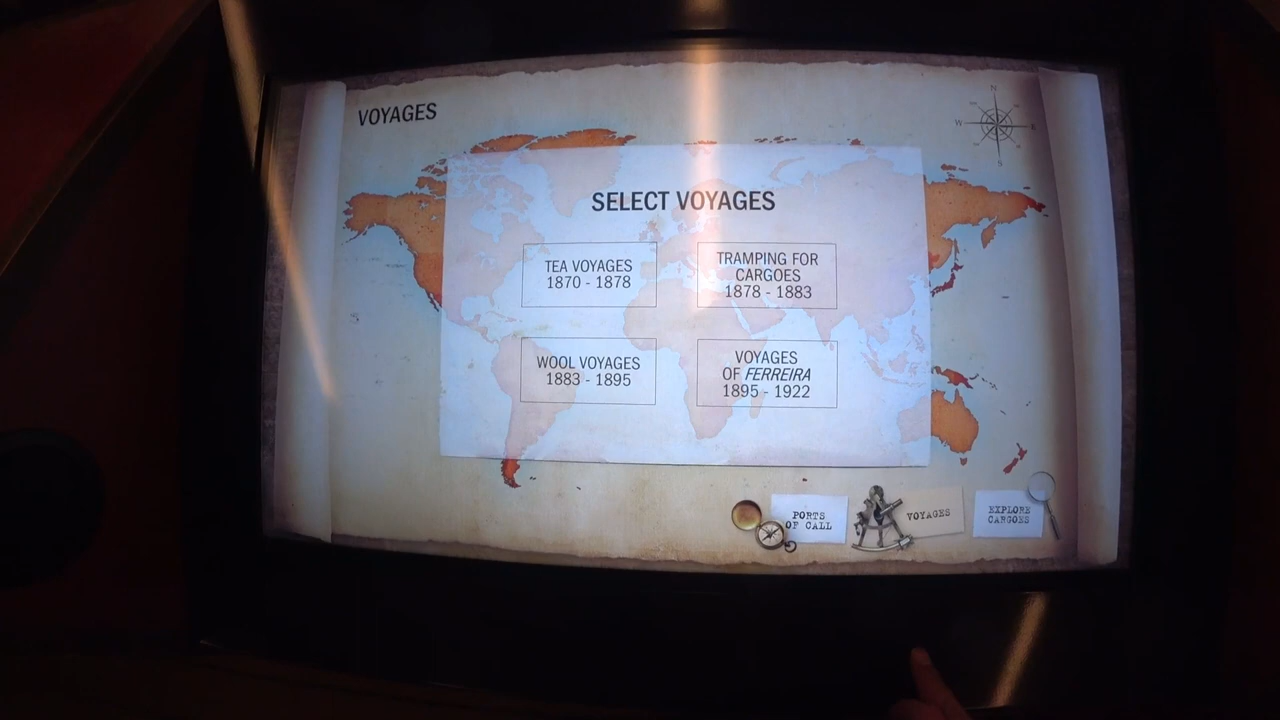 VOYAGES
N
W
E
S
SELECT VOYAGES
TEA VOYAGES
1870 - 1878
TRAMPING FOR
CARGOES
1878 - 1883
WOOL VOYAGES
1883 - 1895
VOYAGES
OF FERREIRA
1895 - 1922
PORTS
OF CALL
VOYAGES
EXPLORE
CARGOES